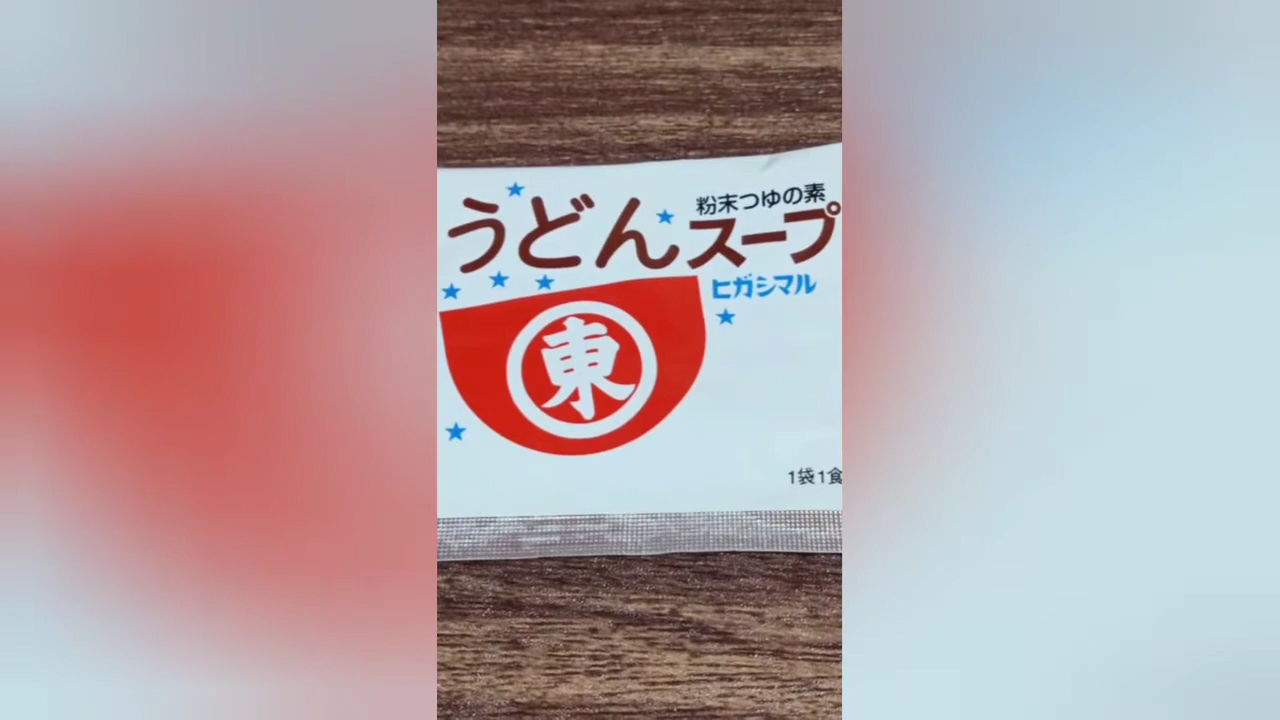 粉末つゆの素
うどんスープ
ヒガシマル
東
1袋1食